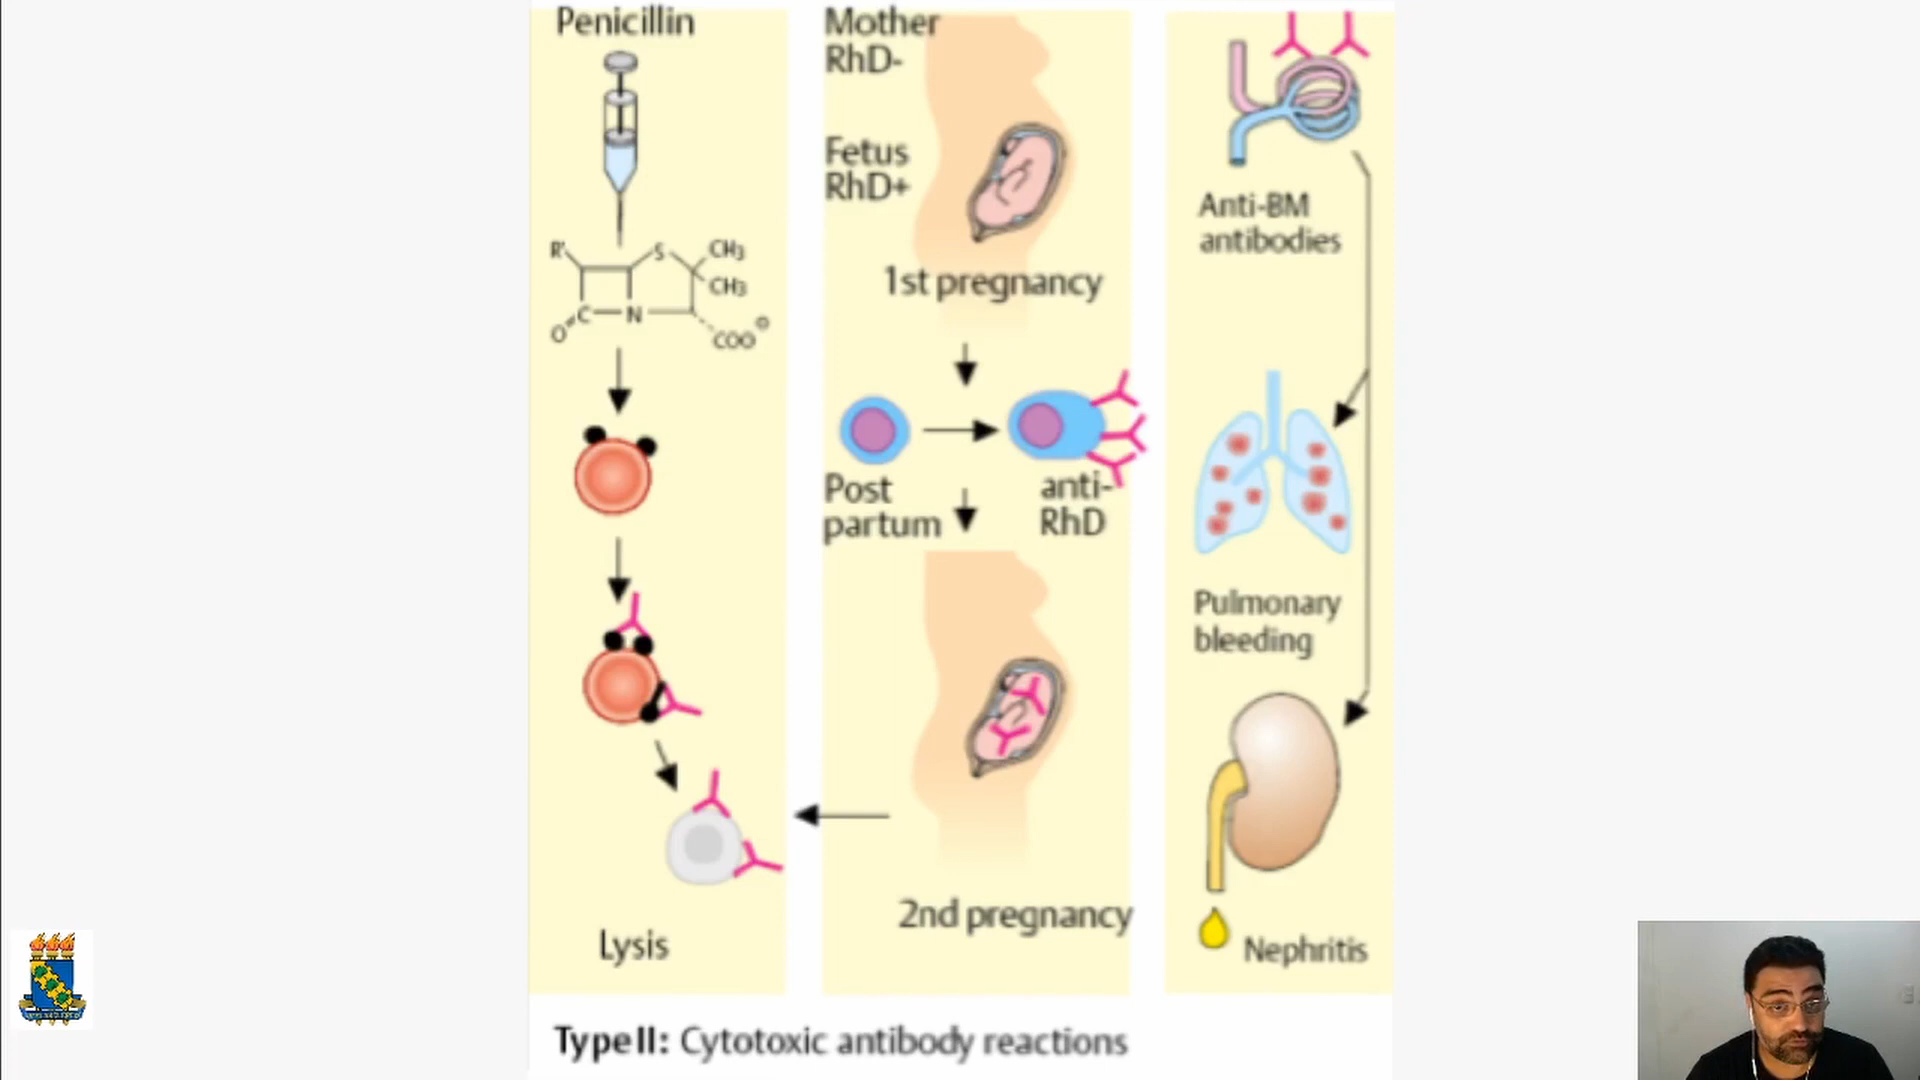 Penicillin
R'
S
CH3
CH3
C
N
O
COO
Lysis
Mother
RhD-
Fetus
RhD+
1st pregnancy
Post
partum
anti-
RhD
2nd pregnancy
Anti-BM
antibodies
Pulmonary
bleeding
Nephritis
Type II: Cytotoxic antibody reactions